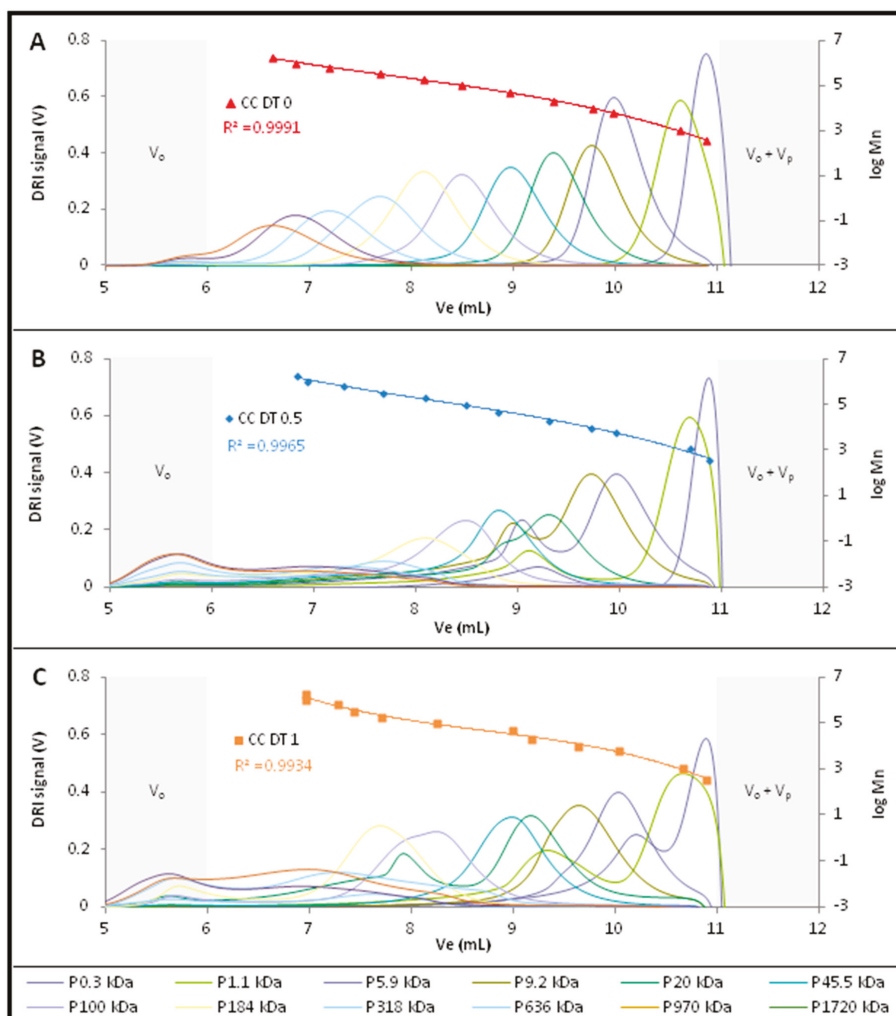 A
0.8
0.6
0.4
0.2
0
DRI signal (V)
V₀
CC DT 0
R² = 0.9991
V₀ + Vₚ
7
5
3
1
-1
-3
log Mn
5 6 7 8 9 10 11 12
Ve (mL)
B
0.8
0.6
0.4
0.2
0
DRI signal (V)
V₀
CC DT 0.5
R² = 0.9965
V₀ + Vₚ
7
5
3
1
-1
-3
log Mn
5 6 7 8 9 10 11 12
Ve (mL)
C
0.8
0.6
0.4
0.2
0
DRI signal (V)
V₀
CC DT 1
R² = 0.9934
V₀ + Vₚ
7
5
3
1
-1
-3
log Mn
5 6 7 8 9 10 11 12
Ve (mL)
P0.3 kDa P1.1 kDa P5.9 kDa P9.2 kDa P20 kDa P45.5 kDa
P100 kDa P184 kDa P318 kDa P636 kDa P970 kDa P1720 kDa